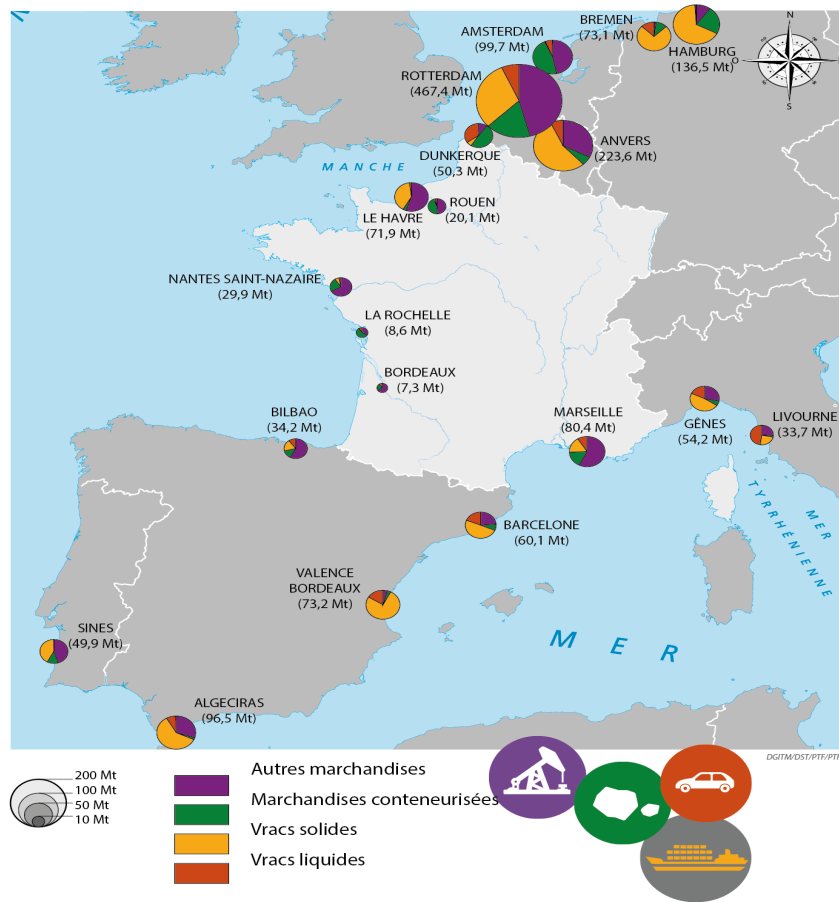 N
O
E
S
BREMEN
(73,1 Mt)
AMSTERDAM
(99,7 Mt)
HAMBURG
(136,5 Mt)
ROTTERDAM
(467,4 Mt)
ANVERS
(223,6 Mt)
DUNKERQUE
(50,3 Mt)
MANCHE
ROUEN
(20,1 Mt)
LE HAVRE
(71,9 Mt)
NANTES SAINT-NAZAIRE
(29,9 Mt)
LA ROCHELLE
(8,6 Mt)
BORDEAUX
(7,3 Mt)
BILBAO
(34,2 Mt)
MARSEILLE
(80,4 Mt)
GÊNES
(54,2 Mt)
LIVOURNE
(33,7 Mt)
MER
TYRRHÉNIENNE
BARCELONE
(60,1 Mt)
VALENCE
BORDEAUX
(73,2 Mt)
SINES
(49,9 Mt)
MER
ALGECIRAS
(96,5 Mt)
DGITM/DST/PTF/PTF
200 Mt
100 Mt
50 Mt
10 Mt
Autres marchandises
Marchandises conteneurisées
Vracs solides
Vracs liquides